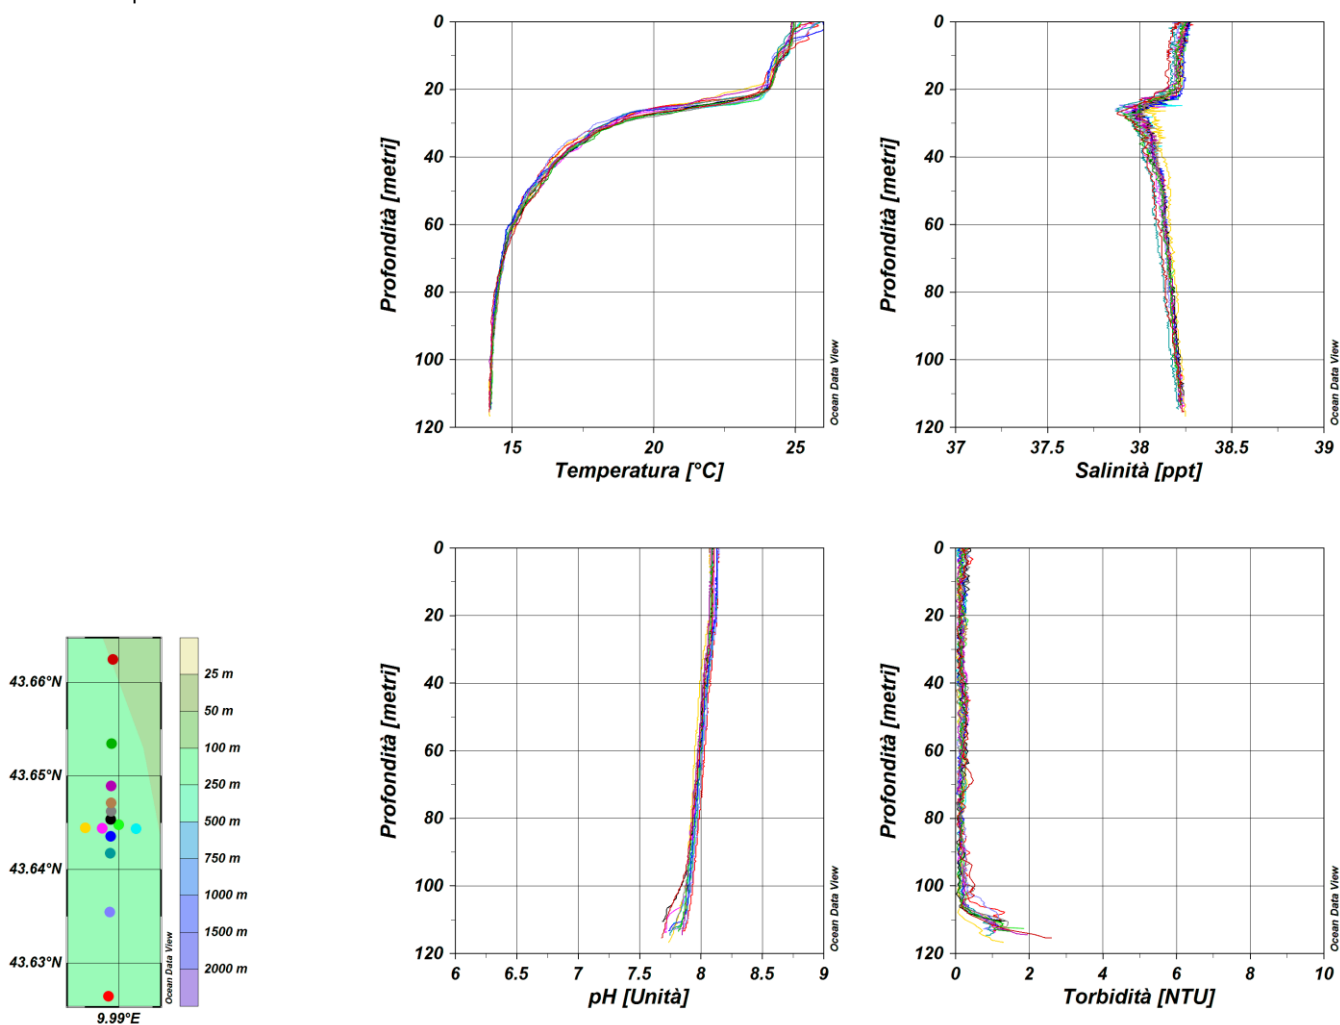 0
20
40
60
80
100
120
Profondità [metri]
15
20
25
Temperatura [°C]
Ocean Data View
0
20
40
60
80
100
120
Profondità [metri]
37
37.5
38
38.5
39
Salinità [ppt]
Ocean Data View
43.66°N
43.65°N
43.64°N
43.63°N
9.99°E
Ocean Data View
25 m
50 m
100 m
250 m
500 m
750 m
1000 m
1500 m
2000 m
0
20
40
60
80
100
120
Profondità [metri]
6
6.5
7
7.5
8
8.5
9
pH [Unità]
Ocean Data View
0
20
40
60
80
100
120
Profondità [metri]
0
2
4
6
8
10
Torbidità [NTU]
Ocean Data View